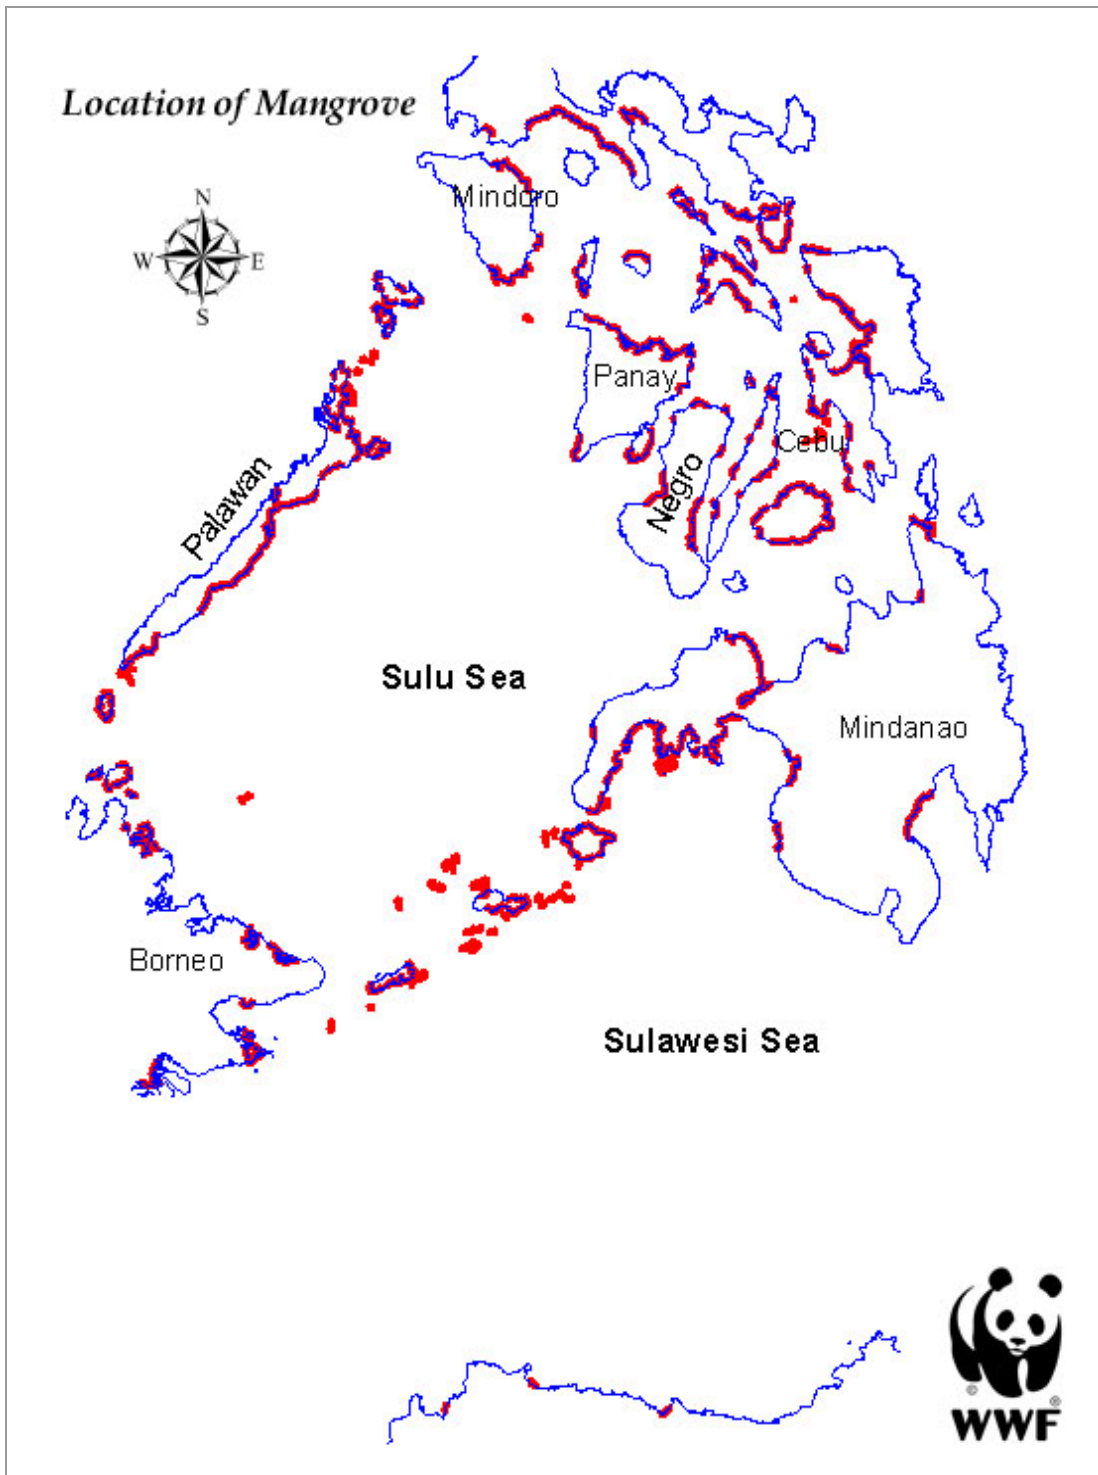 Location of Mangrove
N
W E
S
Mindoro
Panay
Cebu
Negro
Palawan
Sulu Sea
Mindanao
Borneo
Sulawesi Sea
©
®
WWF